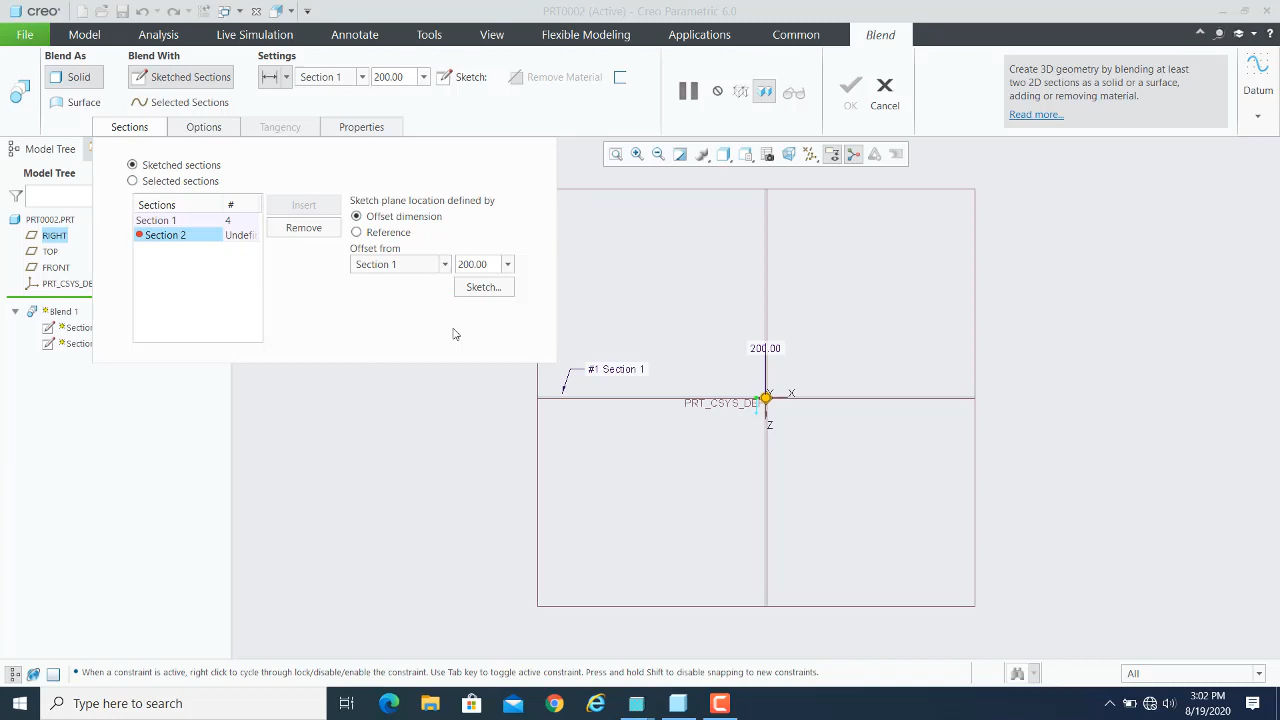 creo
PRT0002 (Active) - Creo Parametric 6.0
File
Model
Analysis
Live Simulation
Annotate
Tools
View
Flexible Modeling
Applications
Common
Blend
Blend As
Blend With
Settings
Solid
Sketched Sections
Section 1
200.00
Sketch:
Remove Material
Surface
Selected Sections
OK
Cancel
Create 3D geometry by blending at least
two 2D sections as a solid or a surface,
adding or removing material.
Read more...
Datum
Sections
Options
Tangency
Properties
Model Tree
Model Tree
PRT0002.PRT
RIGHT
TOP
FRONT
PRT_CSYS_DE
Blend 1
Sectio
Sectio
Sketched sections
Selected sections
Sections #
Section 1 4
Section 2 Undefi
Insert
Remove
Sketch plane location defined by
Offset dimension
Reference
Offset from
Section 1
200.00
Sketch...
200.00
#1 Section 1
PRT_CSYS_DE
Y
X
Z
When a constraint is active, right click to cycle through lock/disable/enable the constraint. Use Tab key to toggle active constraint. Press and hold Shift to disable snapping to new constraints.
All
Type here to search
3:02 PM
8/19/2020